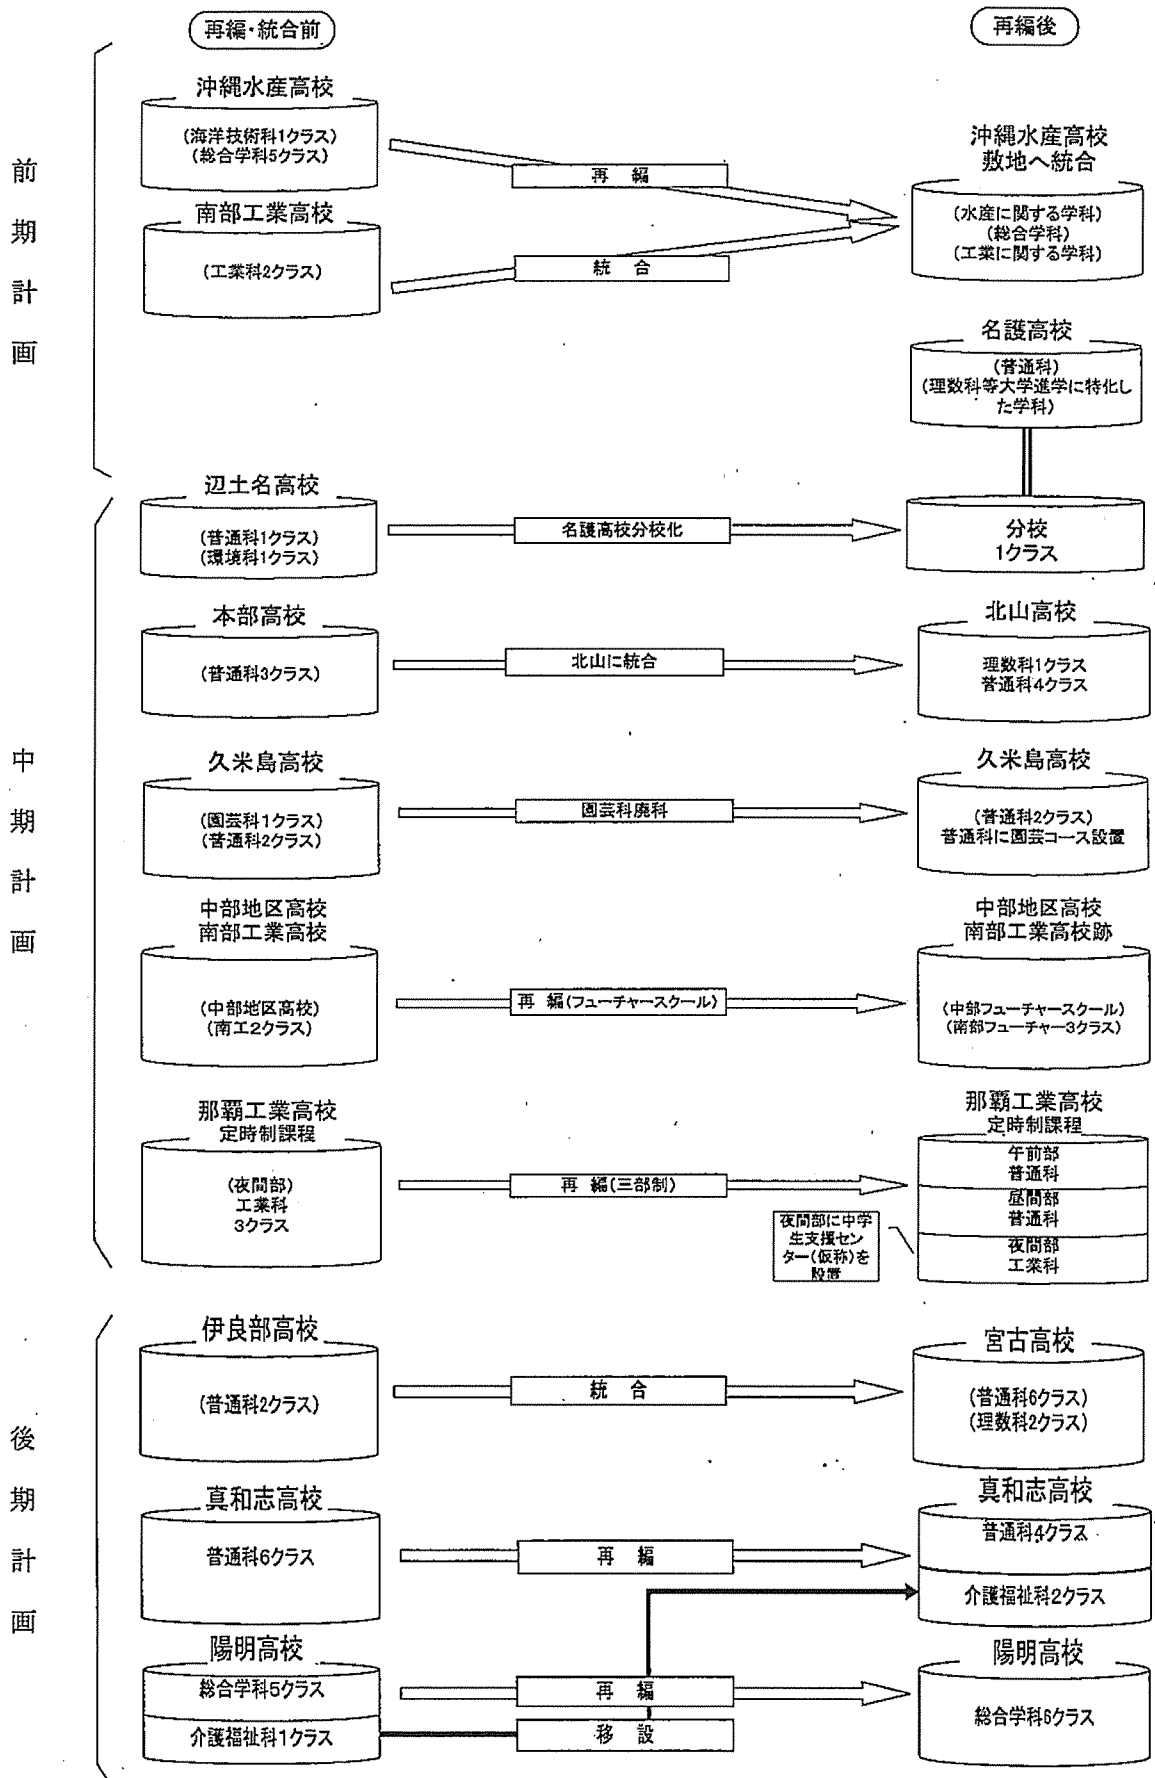 再編・統合前
再編後
前期計画
沖縄水産高校
(海洋技術科1クラス)
(総合学科5クラス)
再編
南部工業高校
(工業科2クラス)
統合
沖縄水産高校
敷地へ統合
(水産に関する学科)
(総合学科)
(工業に関する学科)
名護高校
(普通科)
(理数科等大学進学に特化し
た学科)
中期計画
辺土名高校
(普通科1クラス)
(環境科1クラス)
名護高校分校化
分校
1クラス
本部高校
(普通科3クラス)
北山に統合
北山高校
理数科1クラス
普通科4クラス
久米島高校
(園芸科1クラス)
(普通科2クラス)
園芸科廃科
久米島高校
(普通科2クラス)
普通科に園芸コース設置
中部地区高校
南部工業高校
(中部地区高校)
(南工2クラス)
再編(フューチャースクール)
中部地区高校
南部工業高校跡
(中部フューチャースクール)
(南部フューチャー3クラス)
那覇工業高校
定時制課程
(夜間部)
工業科
3クラス
再編(三部制)
那覇工業高校
定時制課程
午前部
普通科
昼間部
普通科
夜間部
工業科
夜間部に中学
生支援セン
ター(仮称)を
設置
後期計画
伊良部高校
(普通科2クラス)
統合
宮古高校
(普通科6クラス)
(理数科2クラス)
真和志高校
普通科6クラス
再編
真和志高校
普通科4クラス
介護福祉科2クラス
陽明高校
総合学科5クラス
介護福祉科1クラス
再編
移設
陽明高校
総合学科6クラス